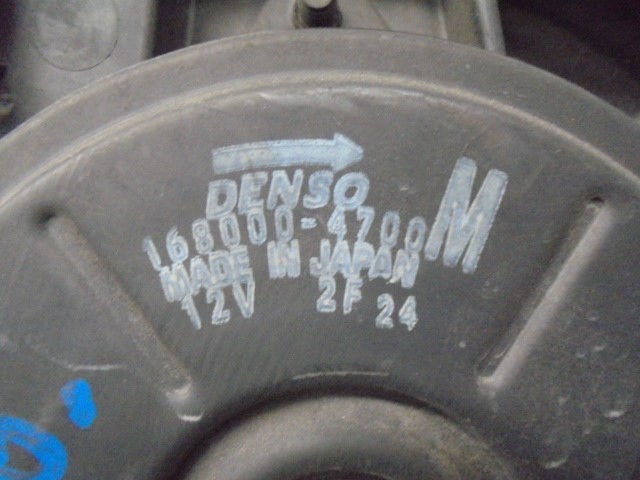 DENSO
168000-4700 M
MADE IN JAPAN
12V 2F 24